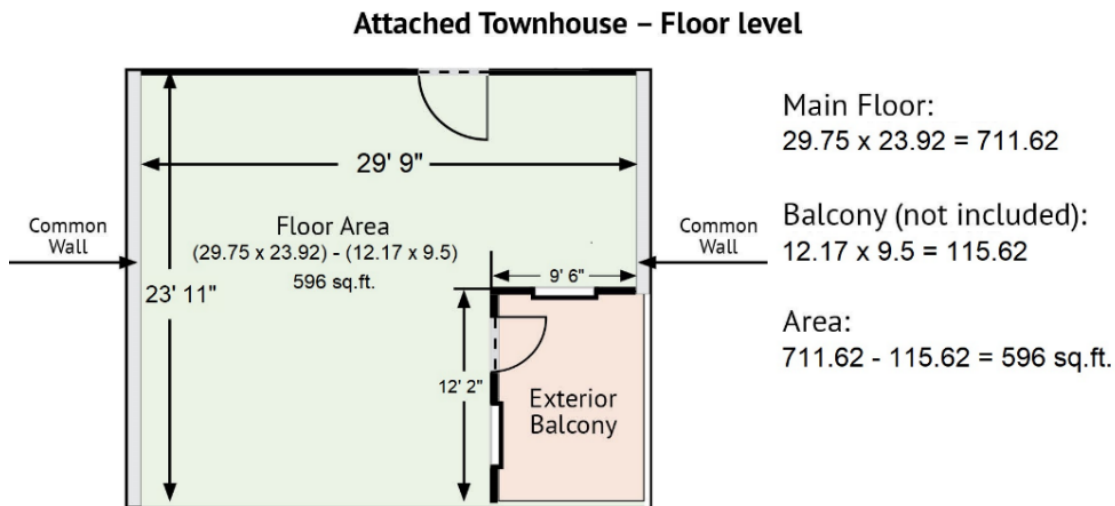 Attached Townhouse – Floor level
Main Floor:
29.75 x 23.92 = 711.62
29' 9"
Common
Wall
Floor Area
(29.75 x 23.92) - (12.17 x 9.5)
596 sq.ft.
Common
Wall
Balcony (not included):
12.17 x 9.5 = 115.62
9' 6"
23' 11"
Area:
711.62 - 115.62 = 596 sq.ft.
12' 2"
Exterior
Balcony